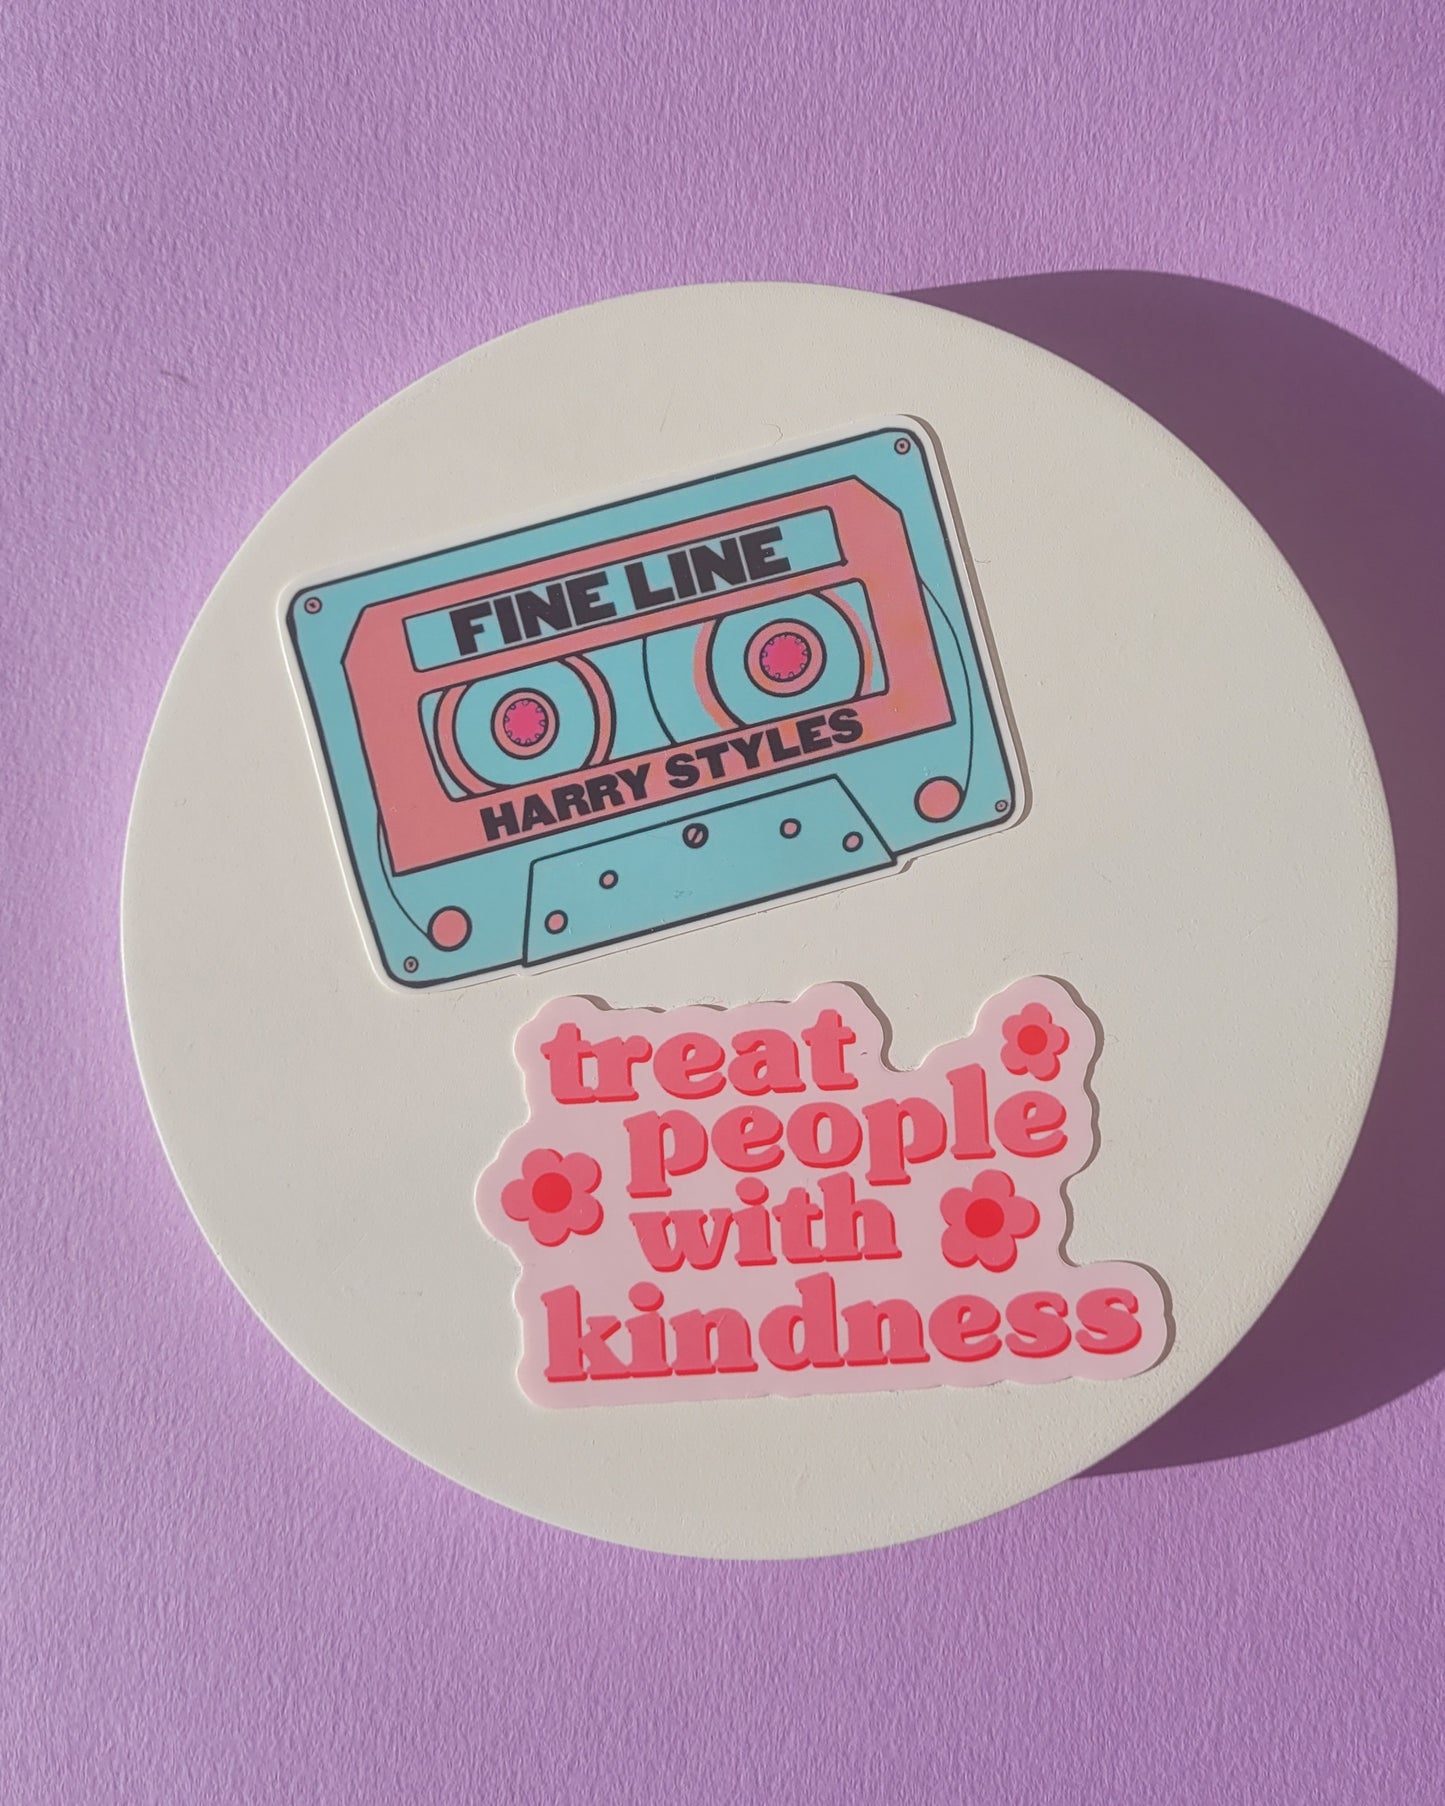 FINE LINE
HARRY STYLES
treat
people
with
kindness